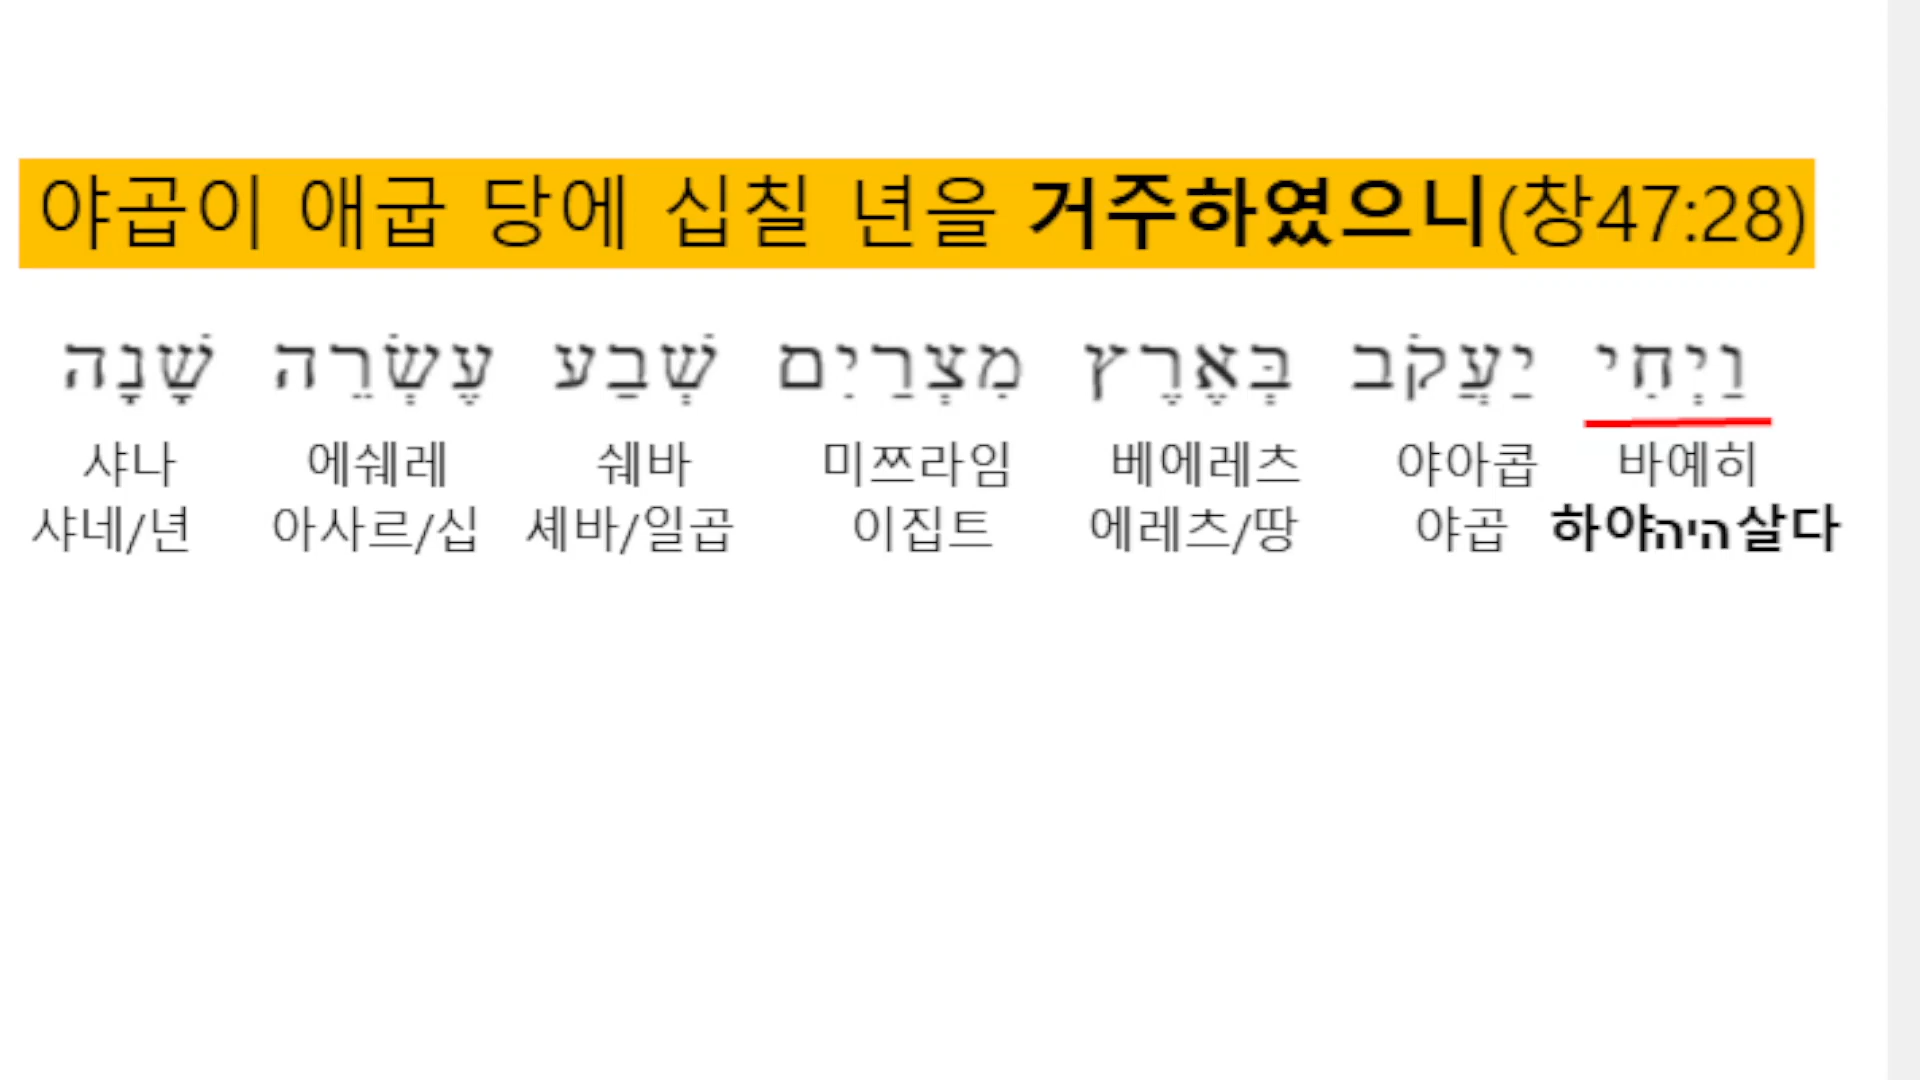 야곱이 애굽 당에 십칠 년을 거주하였으니(창47:28)
וַיְחִי יַעֲקֹב בְּאֶרֶץ מִצְרַיִם שְׁבַע עֶשְׂרֵה שָׁנָה
샤나 에쉐레 쉐바 미쯔라임 베에레츠 야아콥 바예히
샤네/년 아사르/십 셰바/일곱 이집트 에레츠/땅 야곱 하야היה살다